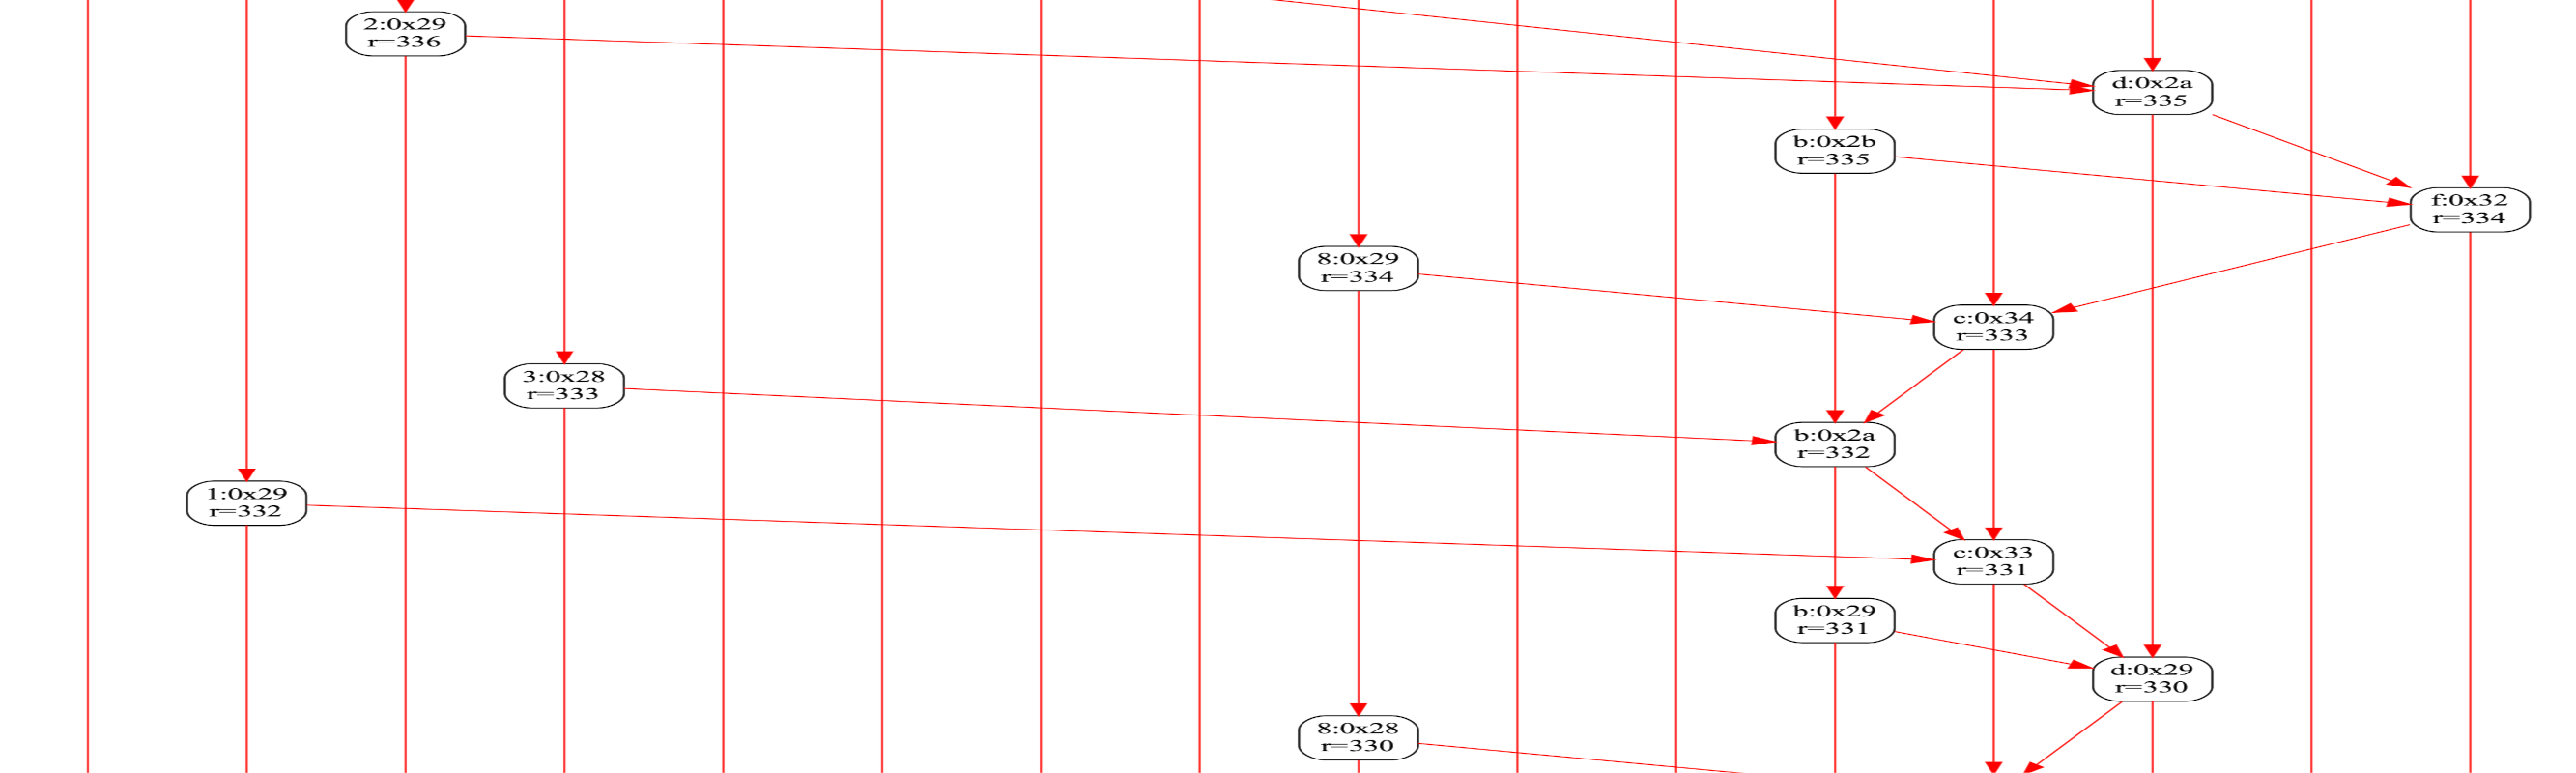 2:0x29
r=336
d:0x2a
r=335
b:0x2b
r=335
f:0x32
r=334
8:0x29
r=334
c:0x34
r=333
3:0x28
r=333
b:0x2a
r=332
1:0x29
r=332
c:0x33
r=331
b:0x29
r=331
d:0x29
r=330
8:0x28
r=330